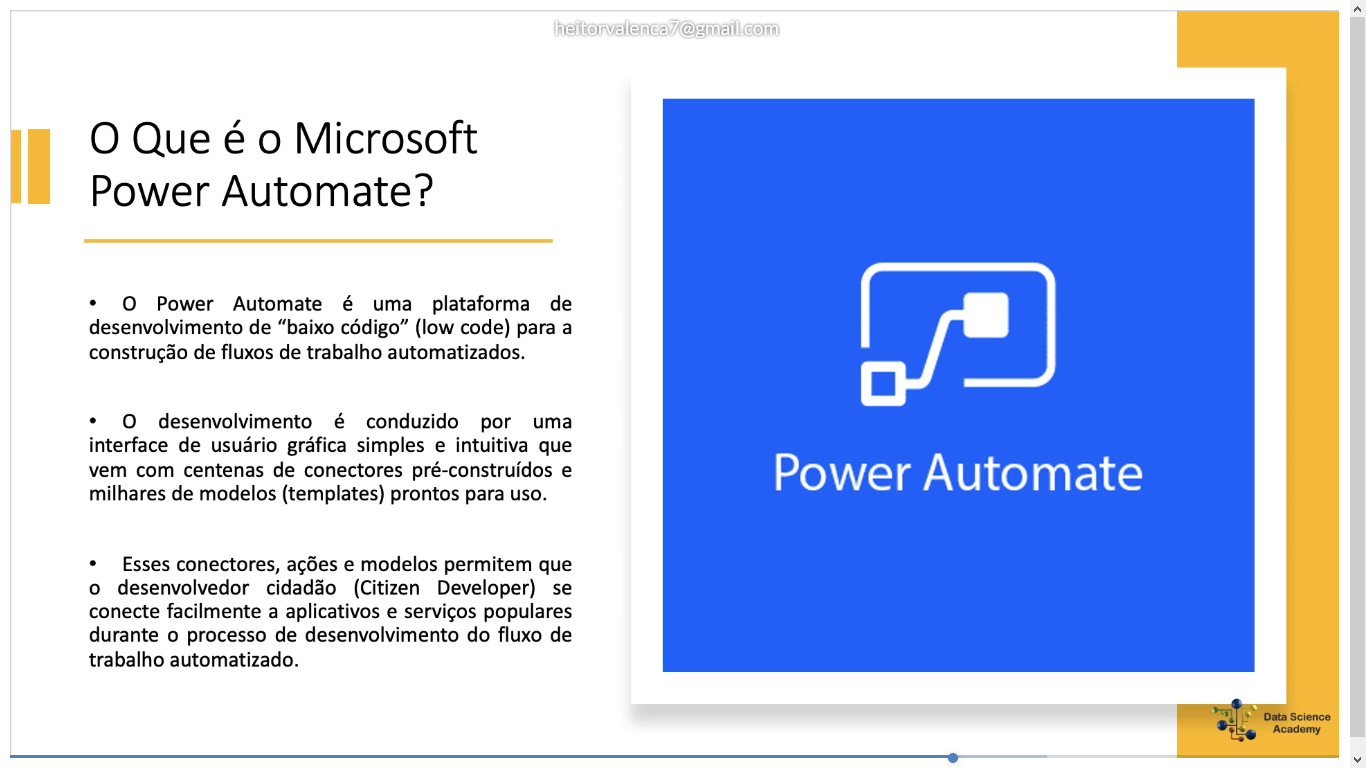 heitorvalenca7@gmail.com
O Que é o Microsoft
Power Automate?
• O Power Automate é uma plataforma de
desenvolvimento de “baixo código” (low code) para a
construção de fluxos de trabalho automatizados.
• O desenvolvimento é conduzido por uma
interface de usuário gráfica simples e intuitiva que
vem com centenas de conectores pré-construídos e
milhares de modelos (templates) prontos para uso.
• Esses conectores, ações e modelos permitem que
o desenvolvedor cidadão (Citizen Developer) se
conecte facilmente a aplicativos e serviços populares
durante o processo de desenvolvimento do fluxo de
trabalho automatizado.
Power Automate
Data Science
Academy